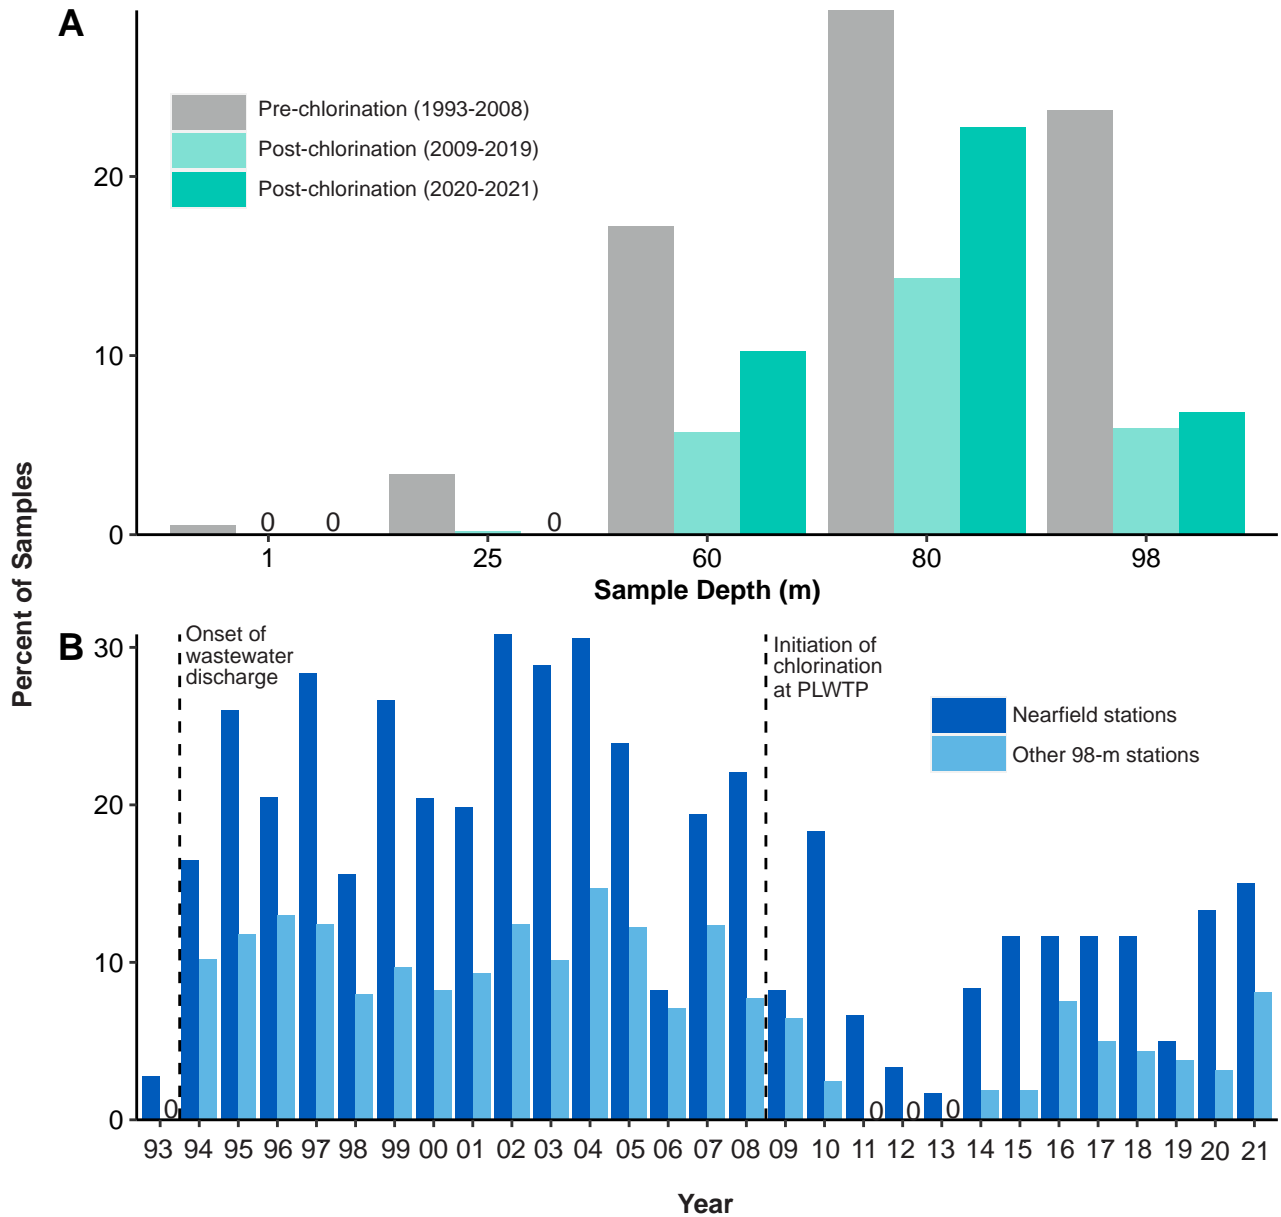 A
Pre-chlorination (1993-2008)
Post-chlorination (2009-2019)
Post-chlorination (2020-2021)
20
10
0
0 0 0
1 25 60 80 98
Sample Depth (m)
Percent of Samples
B
Onset of
wastewater
discharge
Initiation of
chlorination
at PLWTP
Nearfield stations
Other 98-m stations
30
20
10
0
0 0 0 0
93 94 95 96 97 98 99 00 01 02 03 04 05 06 07 08 09 10 11 12 13 14 15 16 17 18 19 20 21
Year